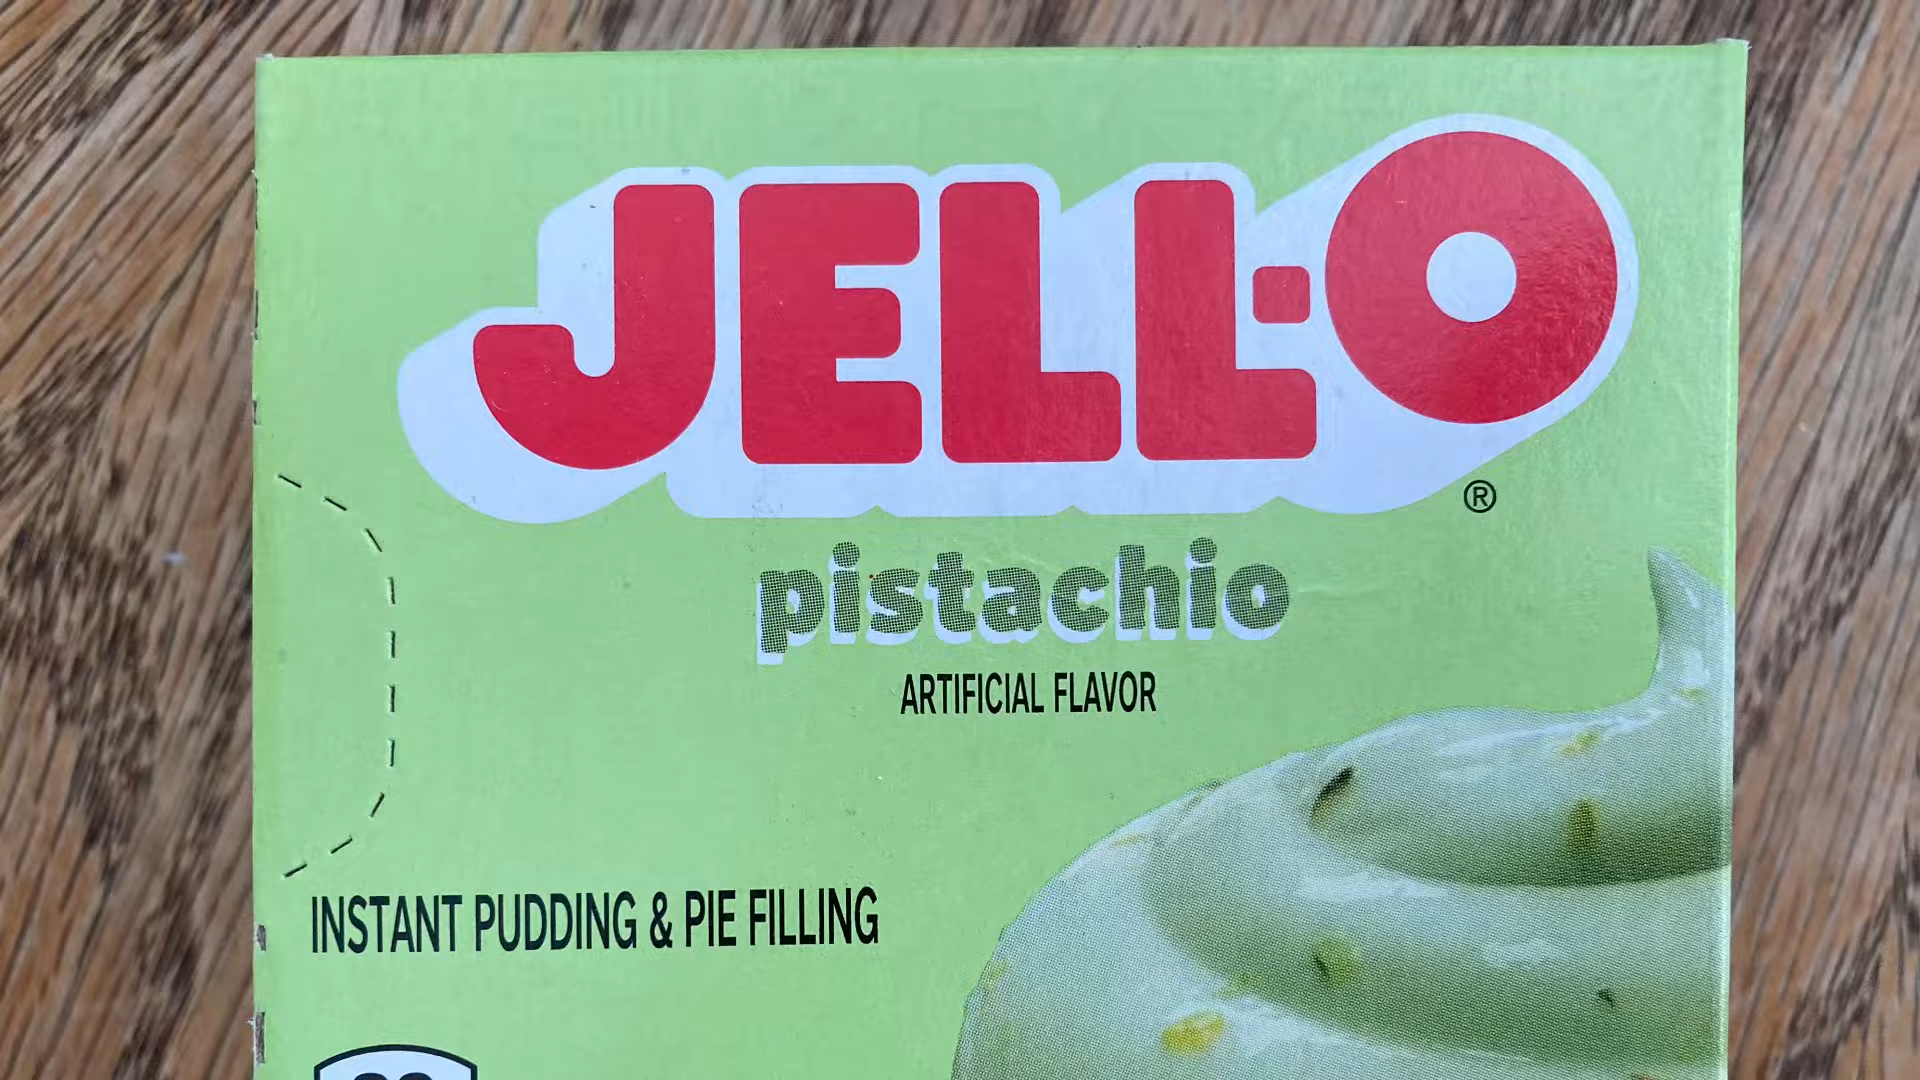 JELL-O
®
pistachio
ARTIFICIAL FLAVOR
INSTANT PUDDING & PIE FILLING